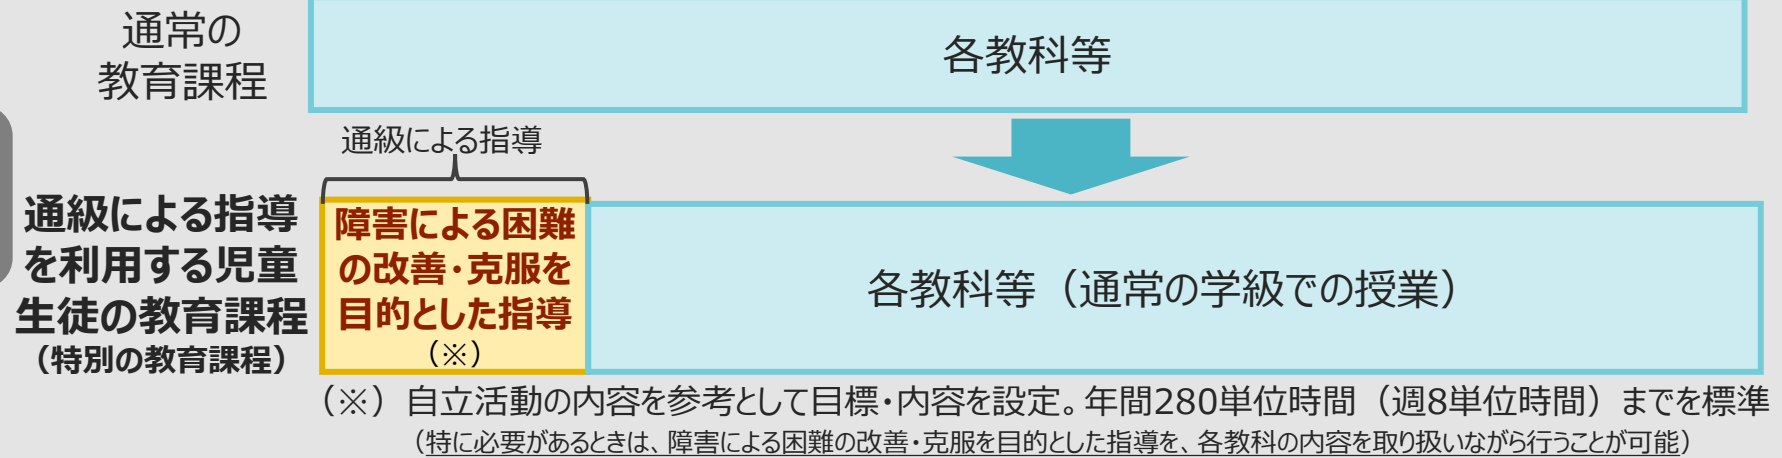 通常の
教育課程
各教科等
通級による指導
通級による指導
を利用する児童
生徒の教育課程
（特別の教育課程）
障害による困難
の改善・克服を
目的とした指導
（※）
各教科等（通常の学級での授業）
（※）自立活動の内容を参考として目標・内容を設定。年間280単位時間（週8単位時間）までを標準
（特に必要があるときは、障害による困難の改善・克服を目的とした指導を、各教科の内容を取り扱いながら行うことが可能）